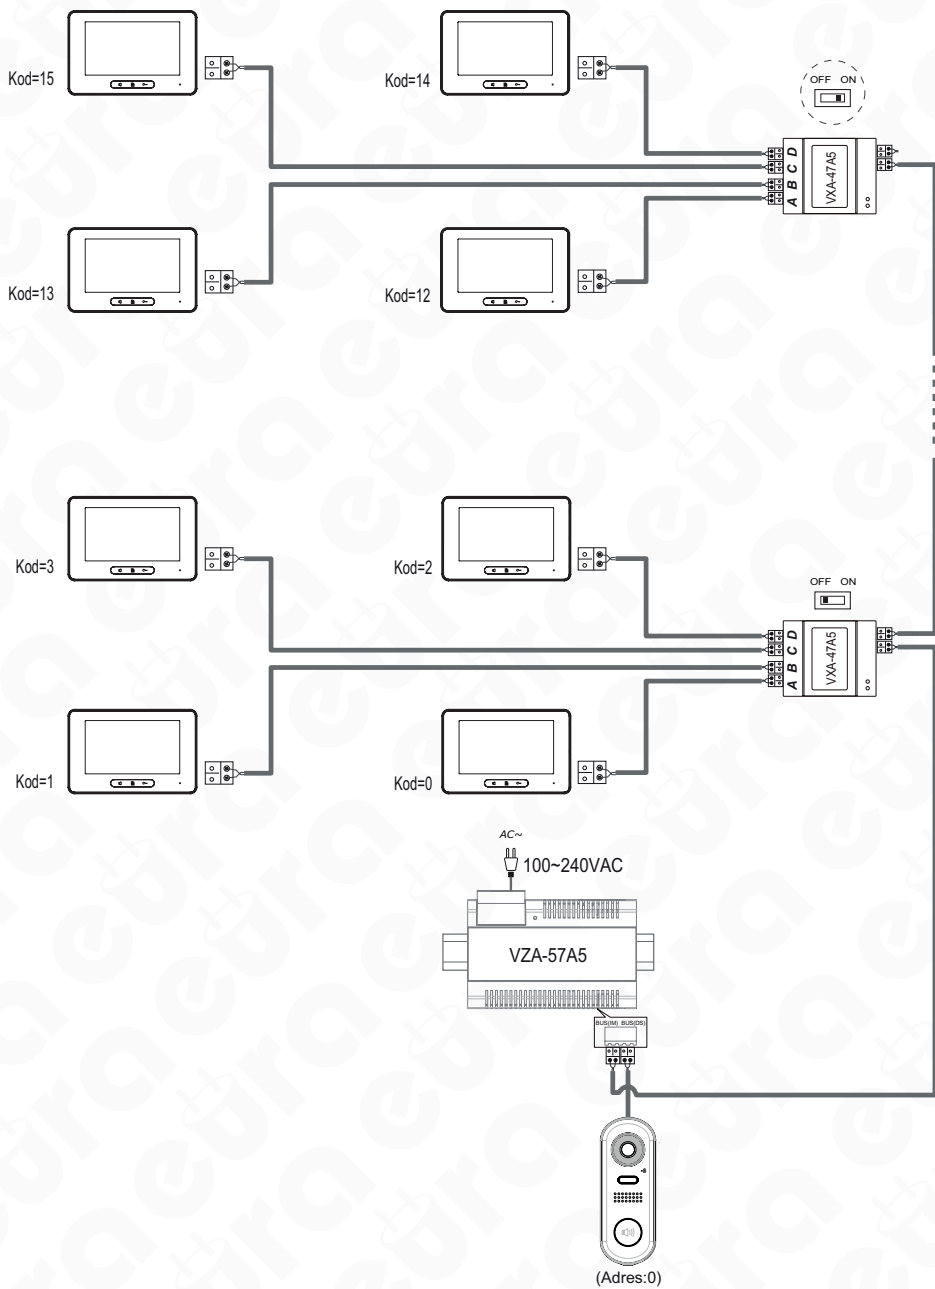 Kod=15
Kod=14
OFF ON
D
C
B
A
VXA-47A5
Kod=13
Kod=12
Kod=3
Kod=2
OFF ON
D
C
B
A
VXA-47A5
Kod=1
Kod=0
AC~
100~240VAC
VZA-57A5
BUS(IM) BUS(DS)
(Adres:0)
eura